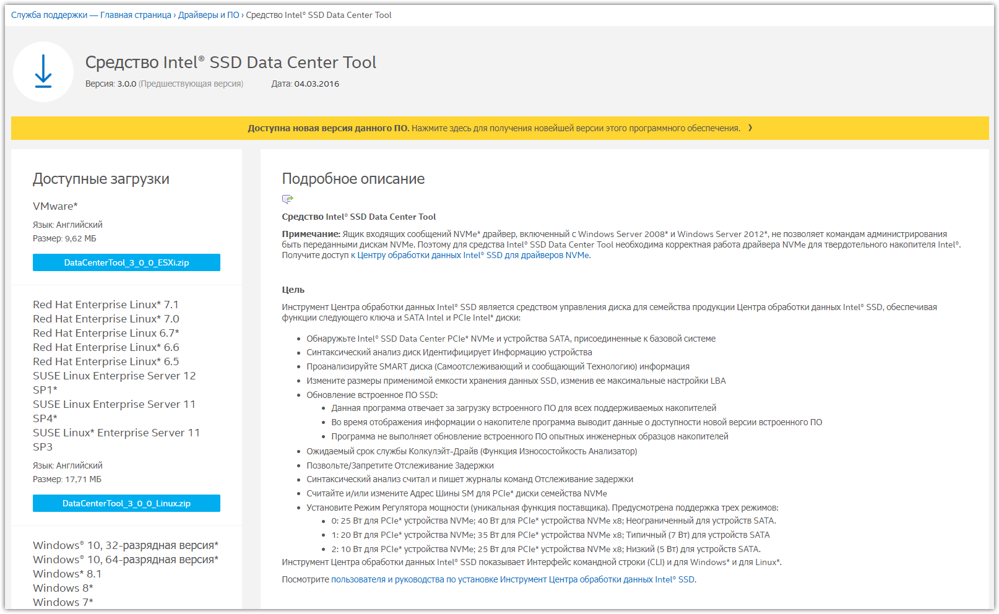 Служба поддержки — Главная страница › Драйверы и ПО › Средство Intel® SSD Data Center Tool
Средство Intel® SSD Data Center Tool
Версия: 3.0.0 (Предшествующая версия) Дата: 04.03.2016
Доступна новая версия данного ПО. Нажмите здесь для получения новейшей версии этого программного обеспечения. ›
Доступные загрузки
VMware*
Язык: Английский
Размер: 9,62 МБ
DataCenterTool_3_0_0_ESXi.zip
Red Hat Enterprise Linux* 7.1
Red Hat Enterprise Linux* 7.0
Red Hat Enterprise Linux 6.7*
Red Hat Enterprise Linux* 6.6
Red Hat Enterprise Linux* 6.5
SUSE Linux Enterprise Server 12
SP1*
SUSE Linux Enterprise Server 11
SP4*
SUSE Linux* Enterprise Server 11
SP3
Язык: Английский
Размер: 17,71 МБ
DataCenterTool_3_0_0_Linux.zip
Windows® 10, 32-разрядная версия*
Windows® 10, 64-разрядная версия*
Windows* 8.1
Windows 8*
Windows 7*
Подробное описание
Средство Intel® SSD Data Center Tool
Примечание: Ящик входящих сообщений NVMe* драйвер, включенный с Windows Server 2008* и Windows Server 2012*, не позволяет командам администрирования
быть переданными дискам NVMe. Поэтому для средства Intel® SSD Data Center Tool необходима корректная работа драйвера NVMe для твердотельного накопителя Intel®.
Получите доступ к Центру обработки данных Intel® SSD для драйверов NVMe.
Цель
Инструмент Центра обработки данных Intel® SSD является средством управления диска для семейства продукции Центра обработки данных Intel® SSD, обеспечивая
функции следующего ключа и SATA Intel и PCIe Intel* диски:
• Обнаружьте Intel® SSD Data Center PCIe* NVMe и устройства SATA, присоединенные к базовой системе
• Синтаксический анализ диск Идентифицирует Информацию устройства
• Проанализируйте SMART диска (Самоотслеживающий и сообщающий Технологию) информация
• Измените размеры применимой емкости хранения данных SSD, изменив ее максимальные настройки LBA
• Обновление встроенное ПО SSD:
• Данная программа отвечает за загрузку встроенного ПО для всех поддерживаемых накопителей
• Во время отображения информации о накопителе программа выводит данные о доступности новой версии встроенного ПО
• Программа не выполняет обновление встроенного ПО опытных инженерных образцов накопителей
• Ожидаемый срок службы Колкулэйт-Драйв (Функция Износостойкость Анализатор)
• Позвольте/Запретите Отслеживание Задержки
• Синтаксический анализ считал и пишет журналы команд Отслеживание задержки
• Считайте и/или измените Адрес Шины SM для PCIe* диски семейства NVMe
• Установите Режим Регулятора мощности (уникальная функция поставщика). Предусмотрена поддержка трех режимов:
• 0: 25 Вт для PCIe* устройства NVMe; 40 Вт для PCIe* устройства NVMe x8; Неограниченный для устройств SATA.
• 1: 20 Вт для PCIe* устройства NVMe; 35 Вт для PCIe* устройства NVMe x8; Типичный (7 Вт) для устройств SATA
• 2: 10 Вт для PCIe* устройства NVMe; 25 Вт для PCIe* устройства NVMe x8; Низкий (5 Вт) для устройств SATA.
Инструмент Центра обработки данных Intel® SSD показывает Интерфейс командной строки (CLI) и для Windows* и для Linux*.
Посмотрите пользователя и руководства по установке Инструмент Центра обработки данных Intel® SSD.